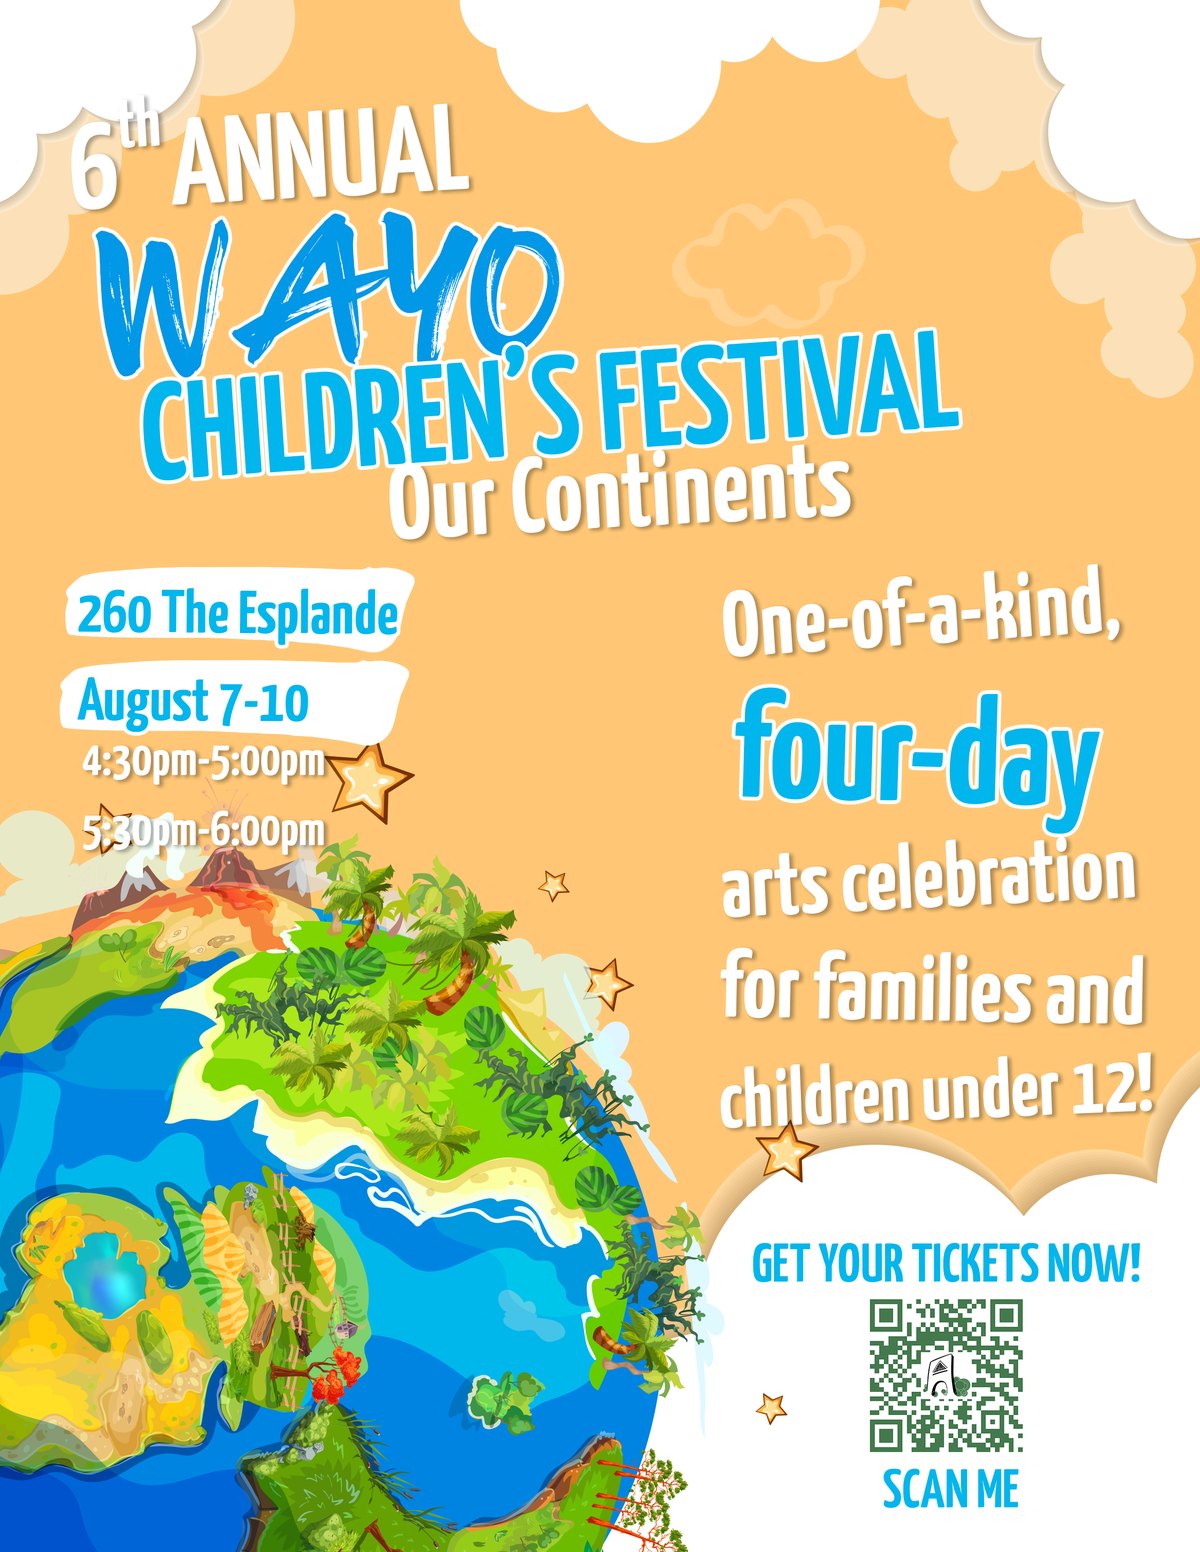 6th ANNUAL
WAYO
CHILDREN'S FESTIVAL
Our Continents
260 The Esplande
August 7-10
4:30pm-5:00pm
5:30pm-6:00pm
One-of-a-kind,
four-day
arts celebration
for families and
children under 12!
GET YOUR TICKETS NOW!
SCAN ME